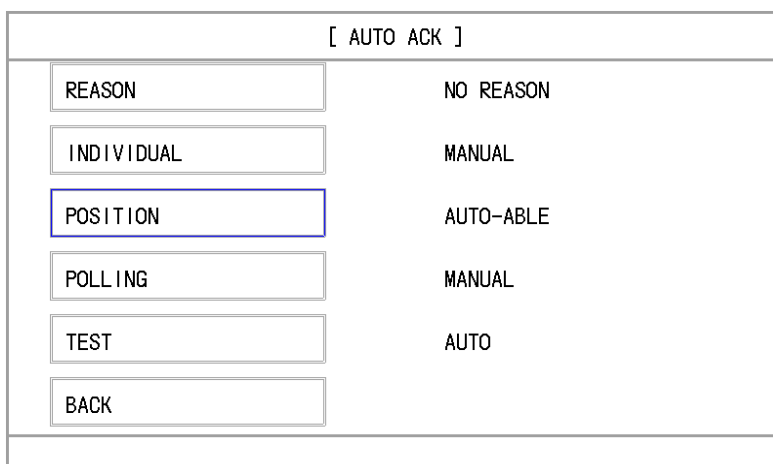 [ AUTO ACK ]
REASON NO REASON
INDIVIDUAL MANUAL
POSITION AUTO-ABLE
POLLING MANUAL
TEST AUTO
BACK